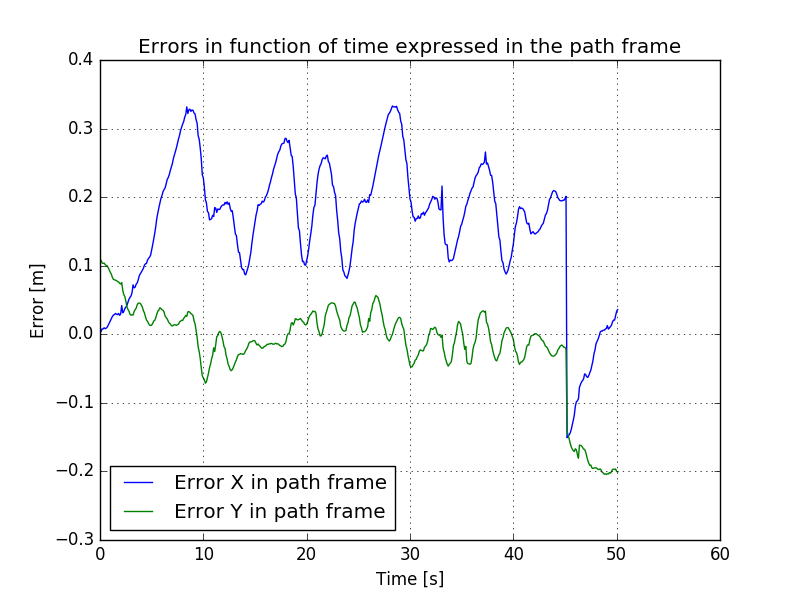 Errors in function of time expressed in the path frame
0.4
0.3
0.2
0.1
0.0
−0.1
−0.2
−0.3
Error [m]
Error X in path frame
Error Y in path frame
0 10 20 30 40 50 60
Time [s]